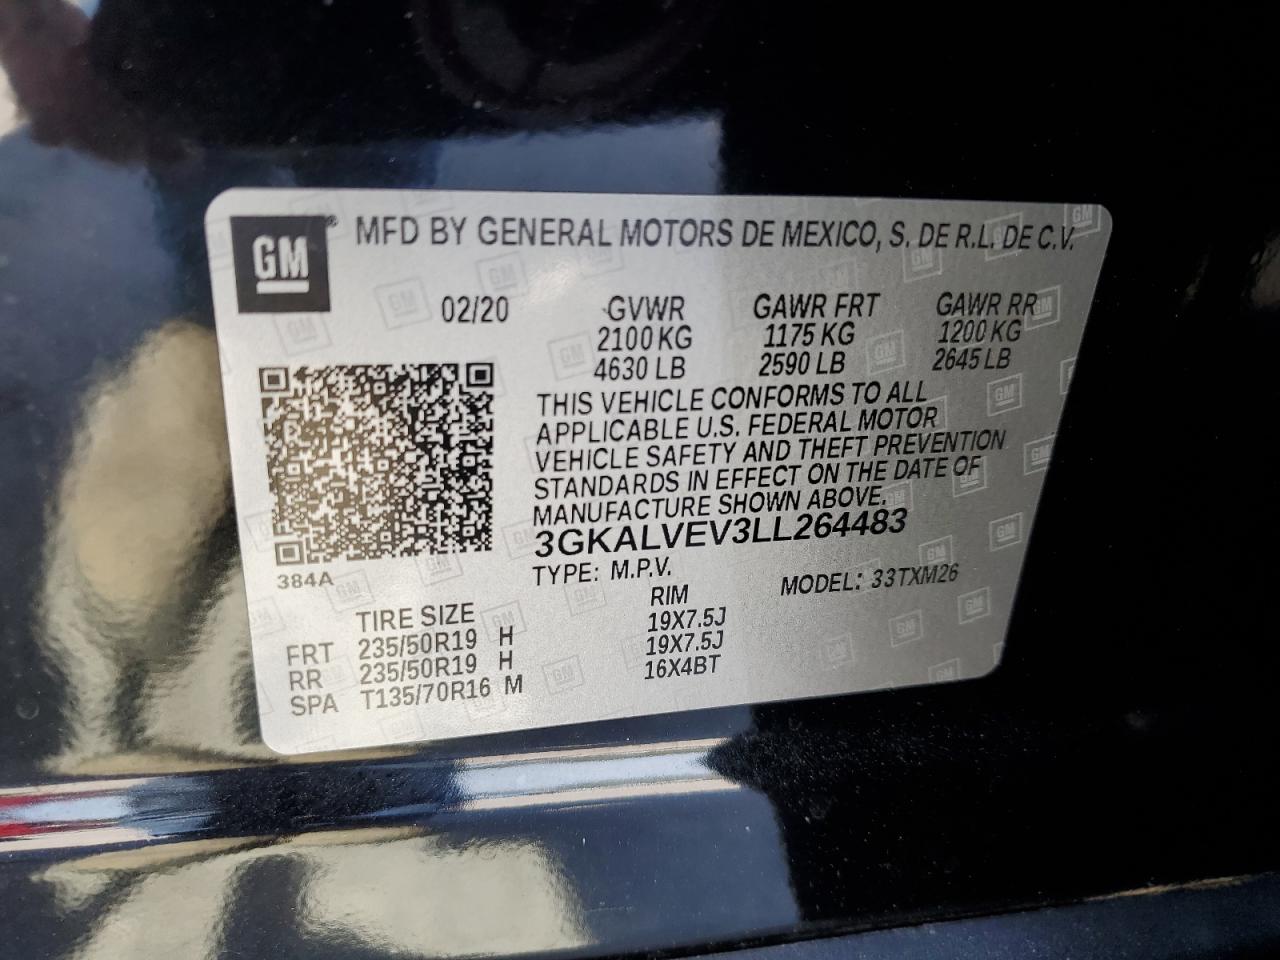 GM ® MFD BY GENERAL MOTORS DE MEXICO, S. DE R.L. DE C.V.
02/20 GVWR GAWR FRT GAWR RR
2100 KG 1175 KG 1200 KG
4630 LB 2590 LB 2645 LB
THIS VEHICLE CONFORMS TO ALL
APPLICABLE U.S. FEDERAL MOTOR
VEHICLE SAFETY AND THEFT PREVENTION
STANDARDS IN EFFECT ON THE DATE OF
MANUFACTURE SHOWN ABOVE.
3GKALVEV3LL264483
384A TYPE: M.P.V. MODEL: 33TXM26
TIRE SIZE RIM
FRT 235/50R19 H 19X7.5J
RR 235/50R19 H 19X7.5J
SPA T135/70R16 M 16X4BT